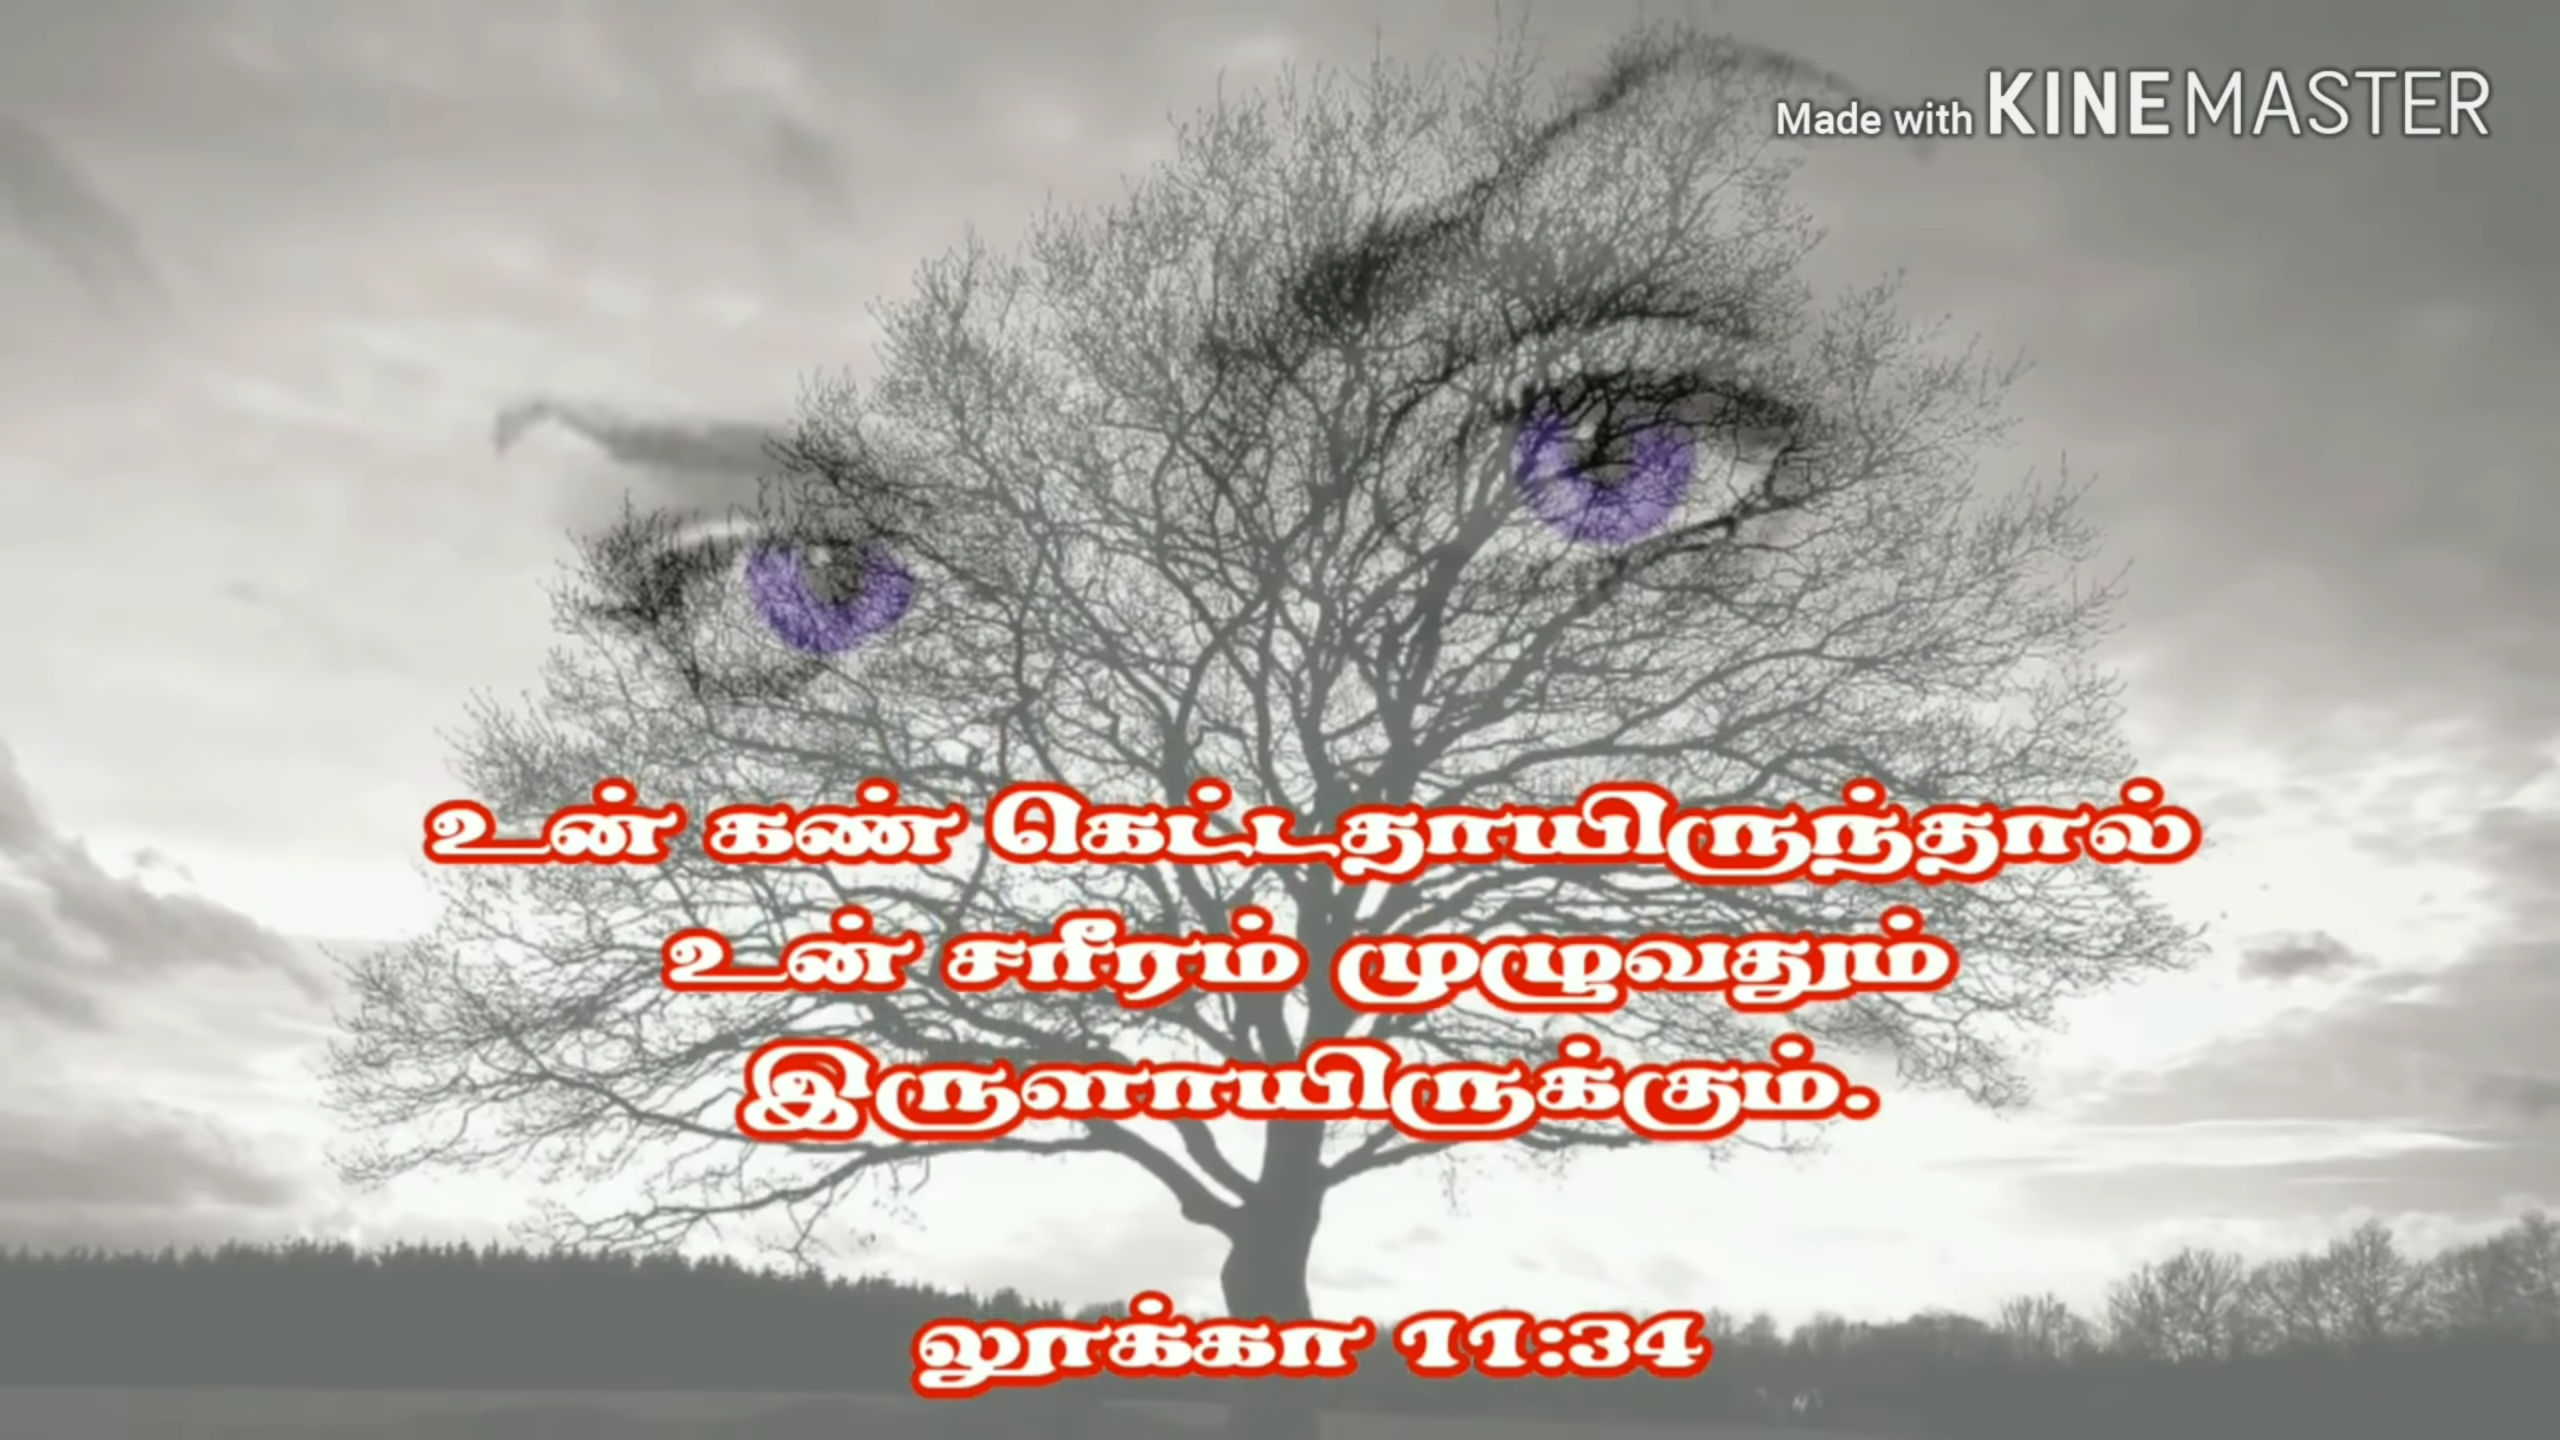 Made with KINEMASTER
உன் கண் கெட்டதாயிருந்தால்
உன் சரீரம் முழுவதும்
இருளாயிருக்கும்.
லூக்கா 11:34